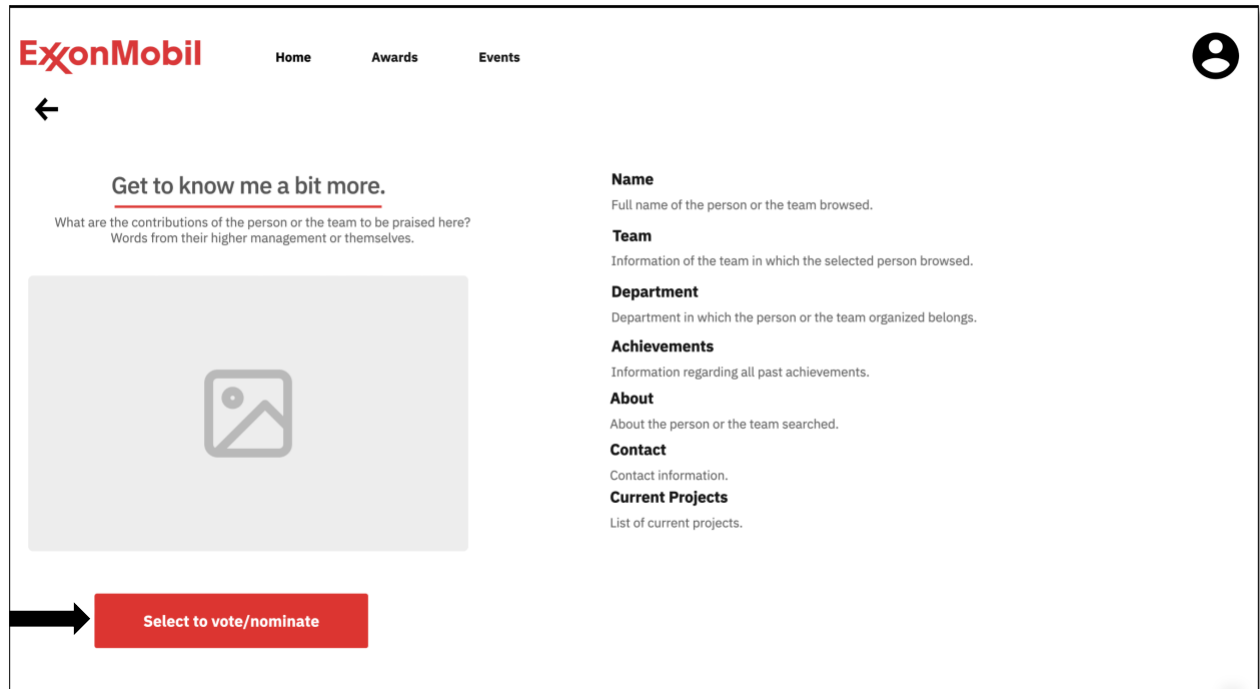 ExxonMobil
Home Awards Events
Get to know me a bit more.
What are the contributions of the person or the team to be praised here?
Words from their higher management or themselves.
Select to vote/nominate
Name
Full name of the person or the team browsed.
Team
Information of the team in which the selected person browsed.
Department
Department in which the person or the team organized belongs.
Achievements
Information regarding all past achievements.
About
About the person or the team searched.
Contact
Contact information.
Current Projects
List of current projects.